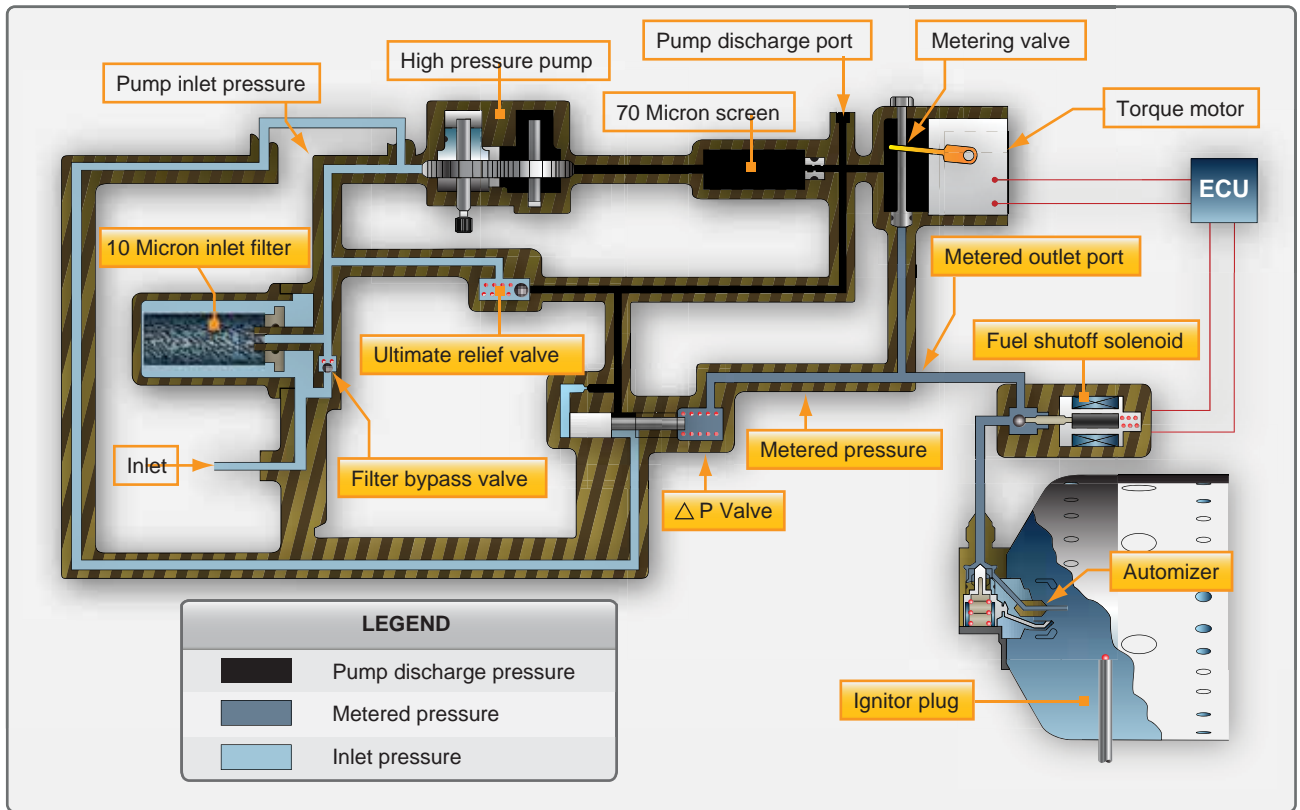 Pump discharge port
Metering valve
High pressure pump
Pump inlet pressure
70 Micron screen
Torque motor
ECU
10 Micron inlet filter
Metered outlet port
Ultimate relief valve
Fuel shutoff solenoid
Inlet
Filter bypass valve
Metered pressure
△ P Valve
Automizer
LEGEND
Pump discharge pressure
Metered pressure
Inlet pressure
Ignitor plug